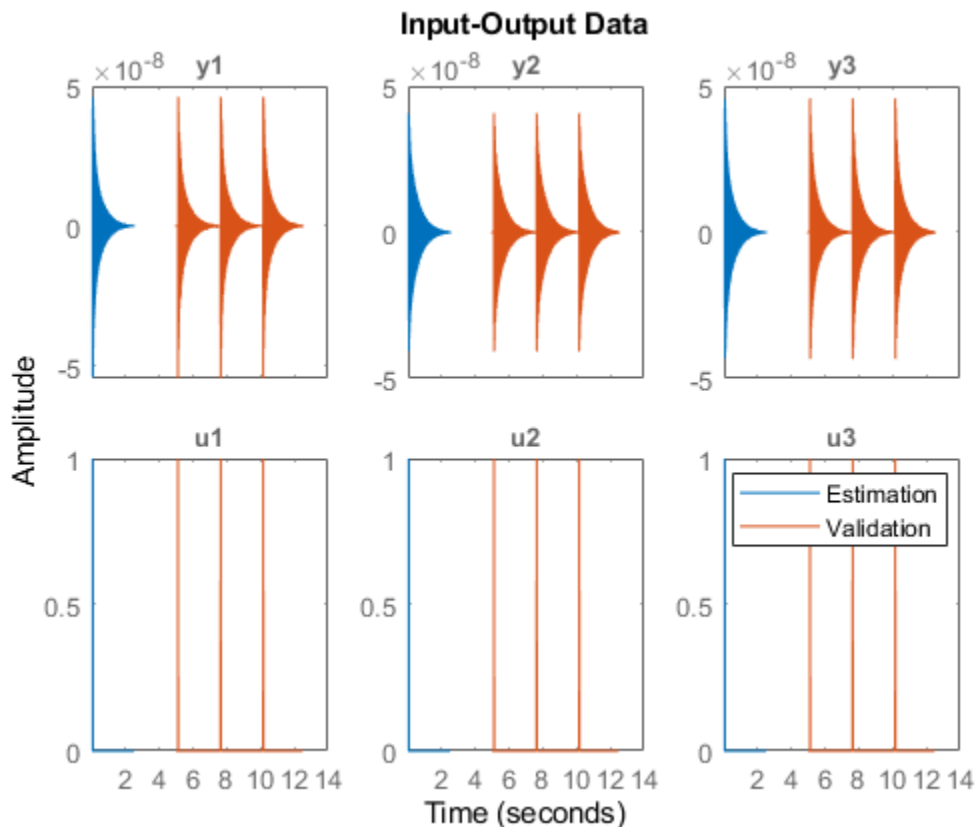 Input-Output Data
× 10⁻⁸ y1
× 10⁻⁸ y2
× 10⁻⁸ y3
5
0
-5
5
0
-5
5
0
-5
Amplitude
u1
u2
u3
1
0.5
0
1
0.5
0
1
0.5
0
Estimation
Validation
2 4 6 8 10 12 14
2 4 6 8 10 12 14
2 4 6 8 10 12 14
Time (seconds)